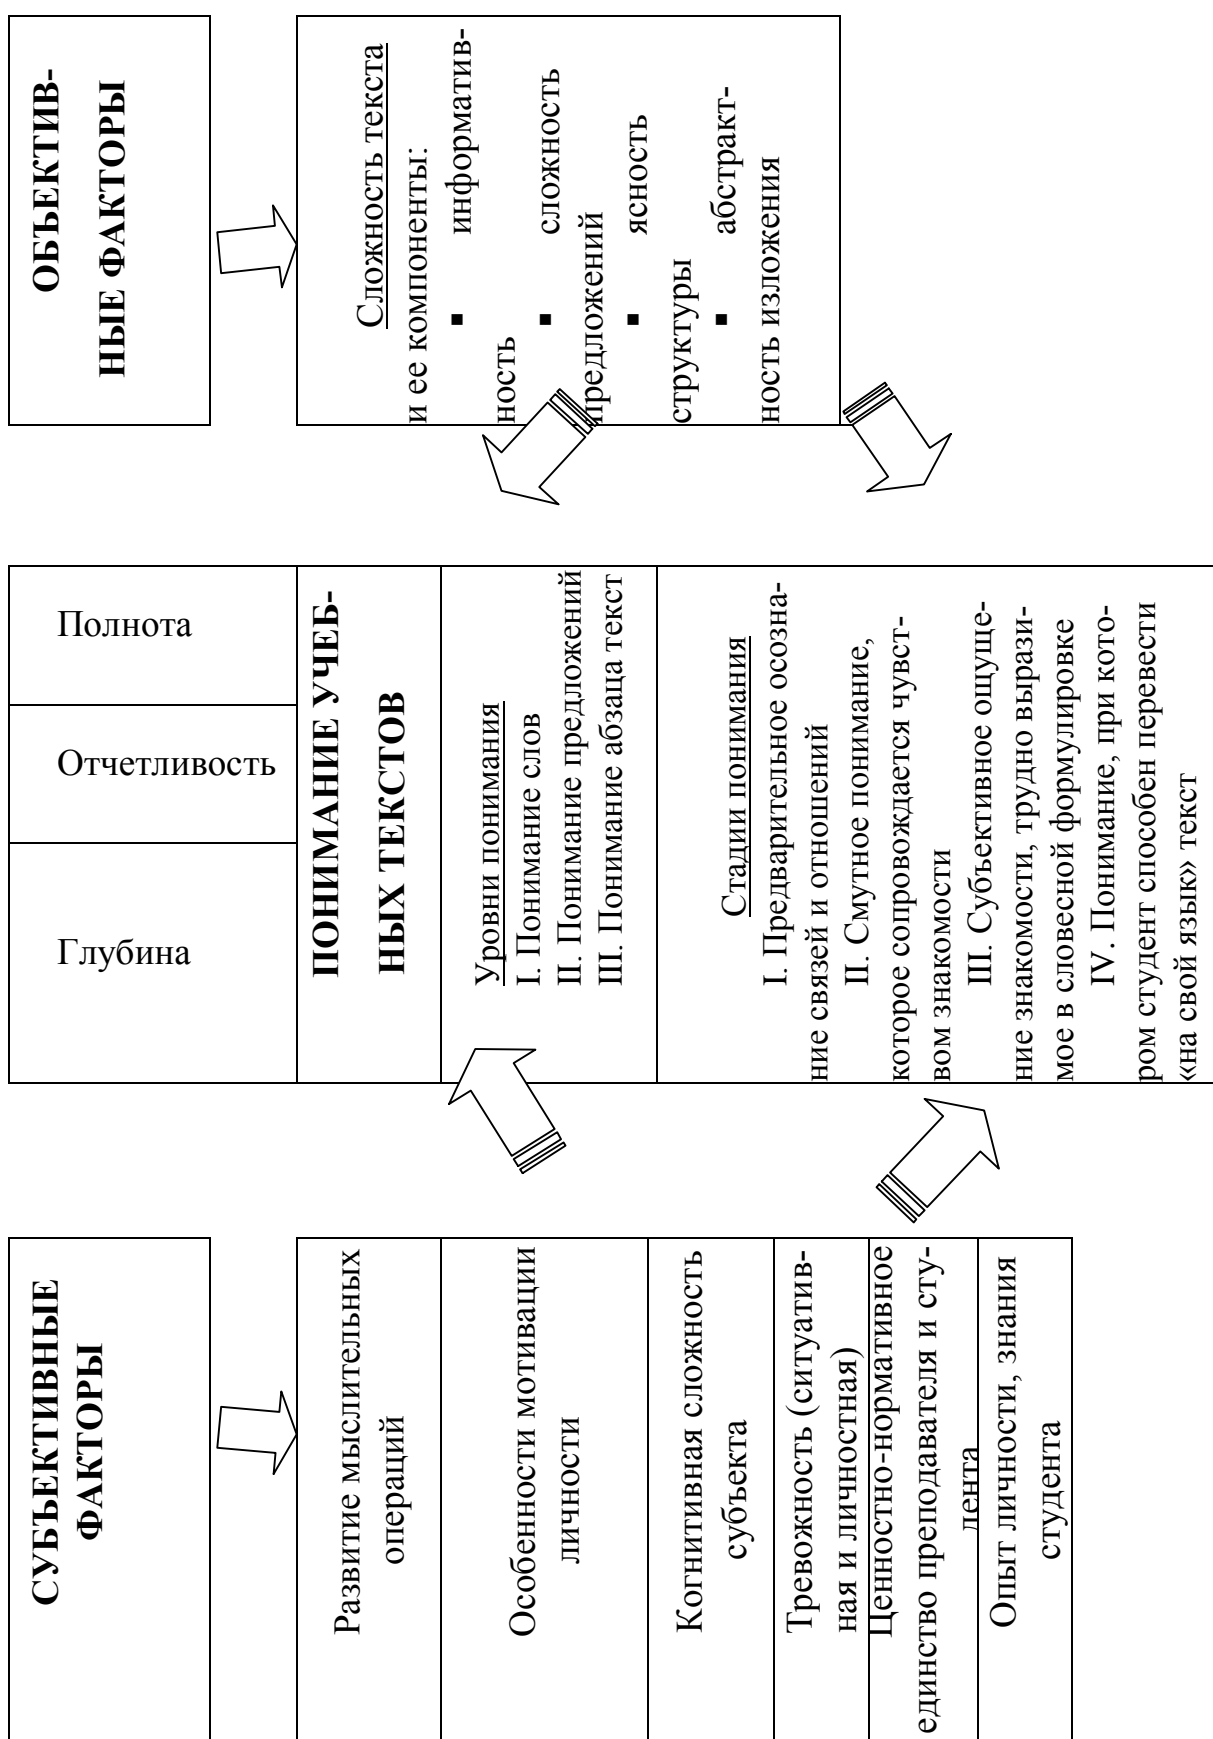 СУБЪЕКТИВНЫЕ
ФАКТОРЫ
Развитие мыслительных
операций
Особенности мотивации
личности
Когнитивная сложность
субъекта
Тревожность (ситуатив-
ная и личностная)
Ценностно-нормативное
единство преподавателя и сту-
дента
Опыт личности, знания
студента
Глубина
Отчетливость
Полнота
ПОНИМАНИЕ УЧЕБ-
НЫХ ТЕКСТОВ
Уровни понимания
I. Понимание слов
II. Понимание предложений
III. Понимание абзаца текст
Стадии понимания
I. Предварительное осозна-
ние связей и отношений
II. Смутное понимание,
которое сопровождается чувст-
вом знакомости
III. Субъективное ощуще-
ние знакомости, трудно вырази-
мое в словесной формулировке
IV. Понимание, при кото-
ром студент способен перевести
«на свой язык» текст
ОБЪЕКТИВ-
НЫЕ ФАКТОРЫ
Сложность текста
и ее компоненты:
▪ информатив-
ность
▪ сложность
предложений
▪ ясность
структуры
▪ абстракт-
ность изложения